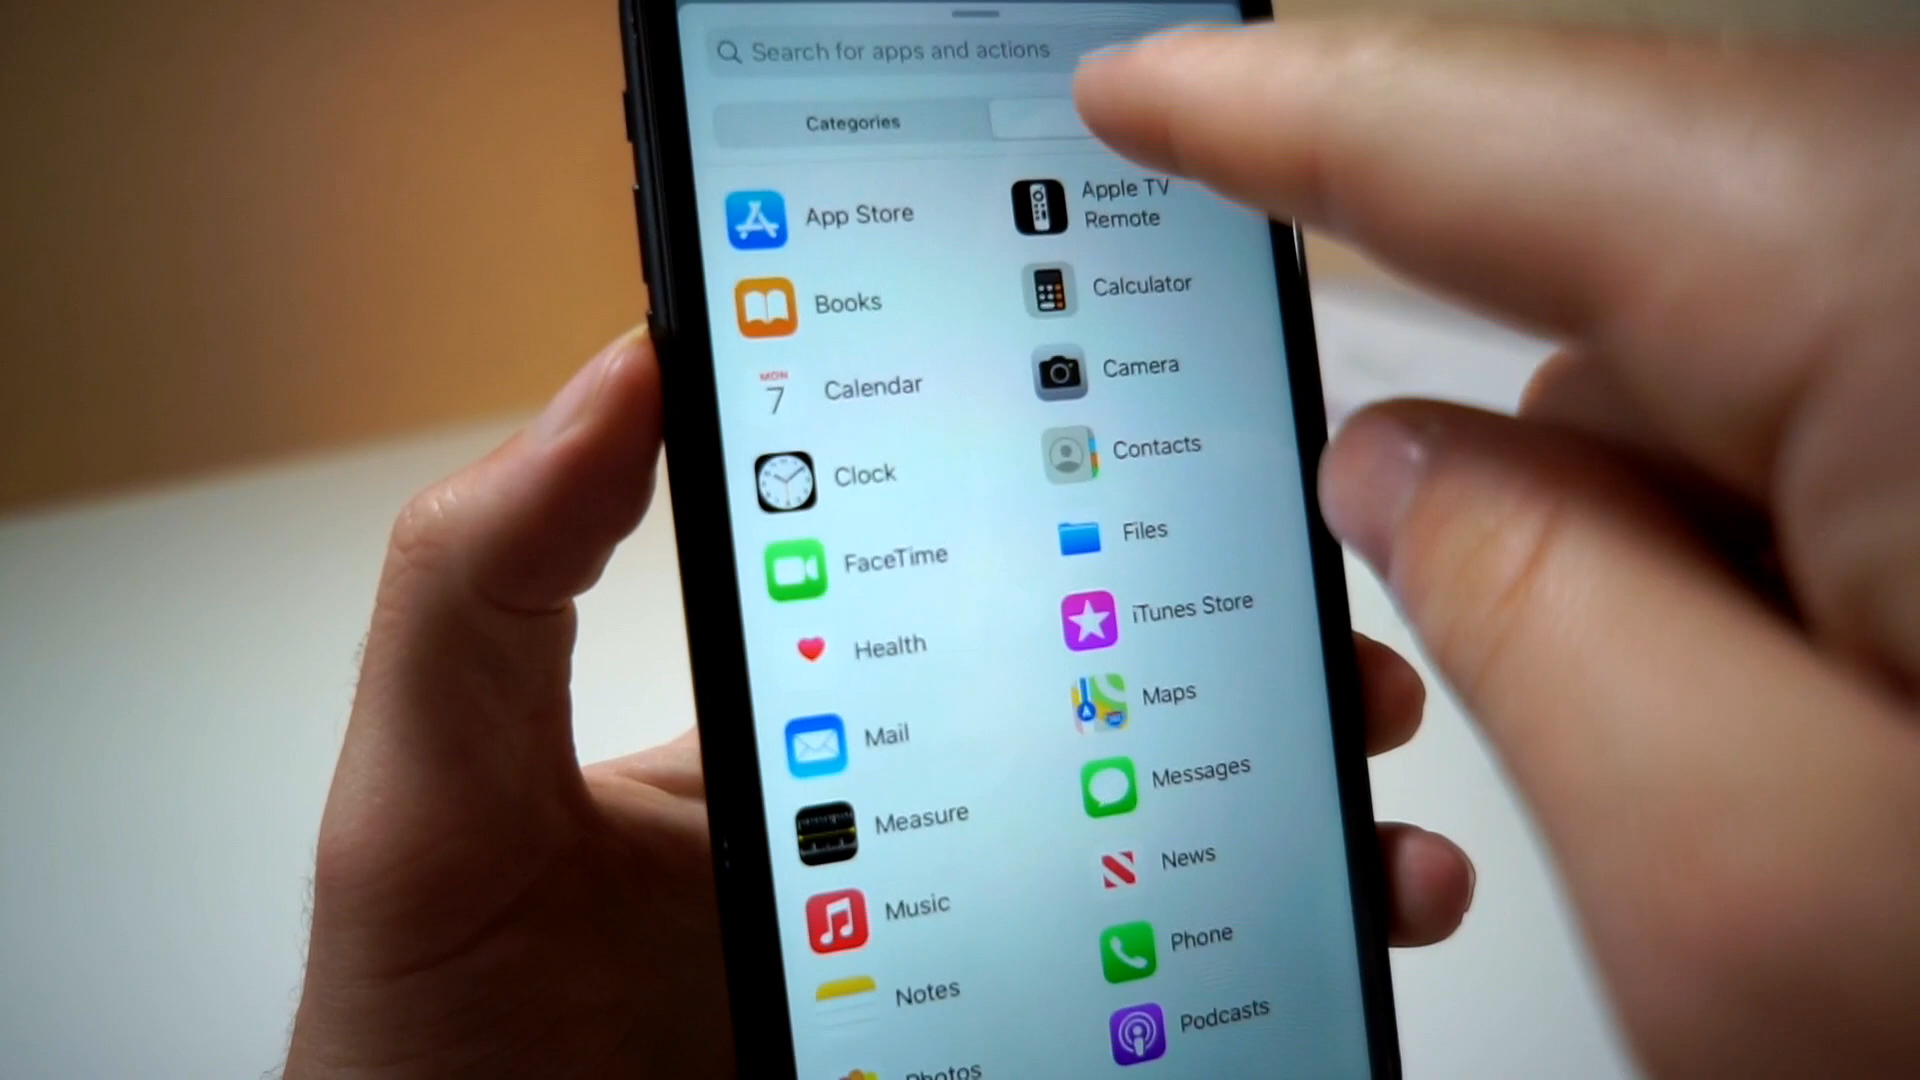 Search for apps and actions
Categories
App Store
Apple TV
Remote
Books
Calculator
MON
7
Calendar
Camera
Clock
Contacts
FaceTime
Files
Health
iTunes Store
Mail
Maps
Measure
Messages
Music
News
Notes
Phone
Photos
Podcasts